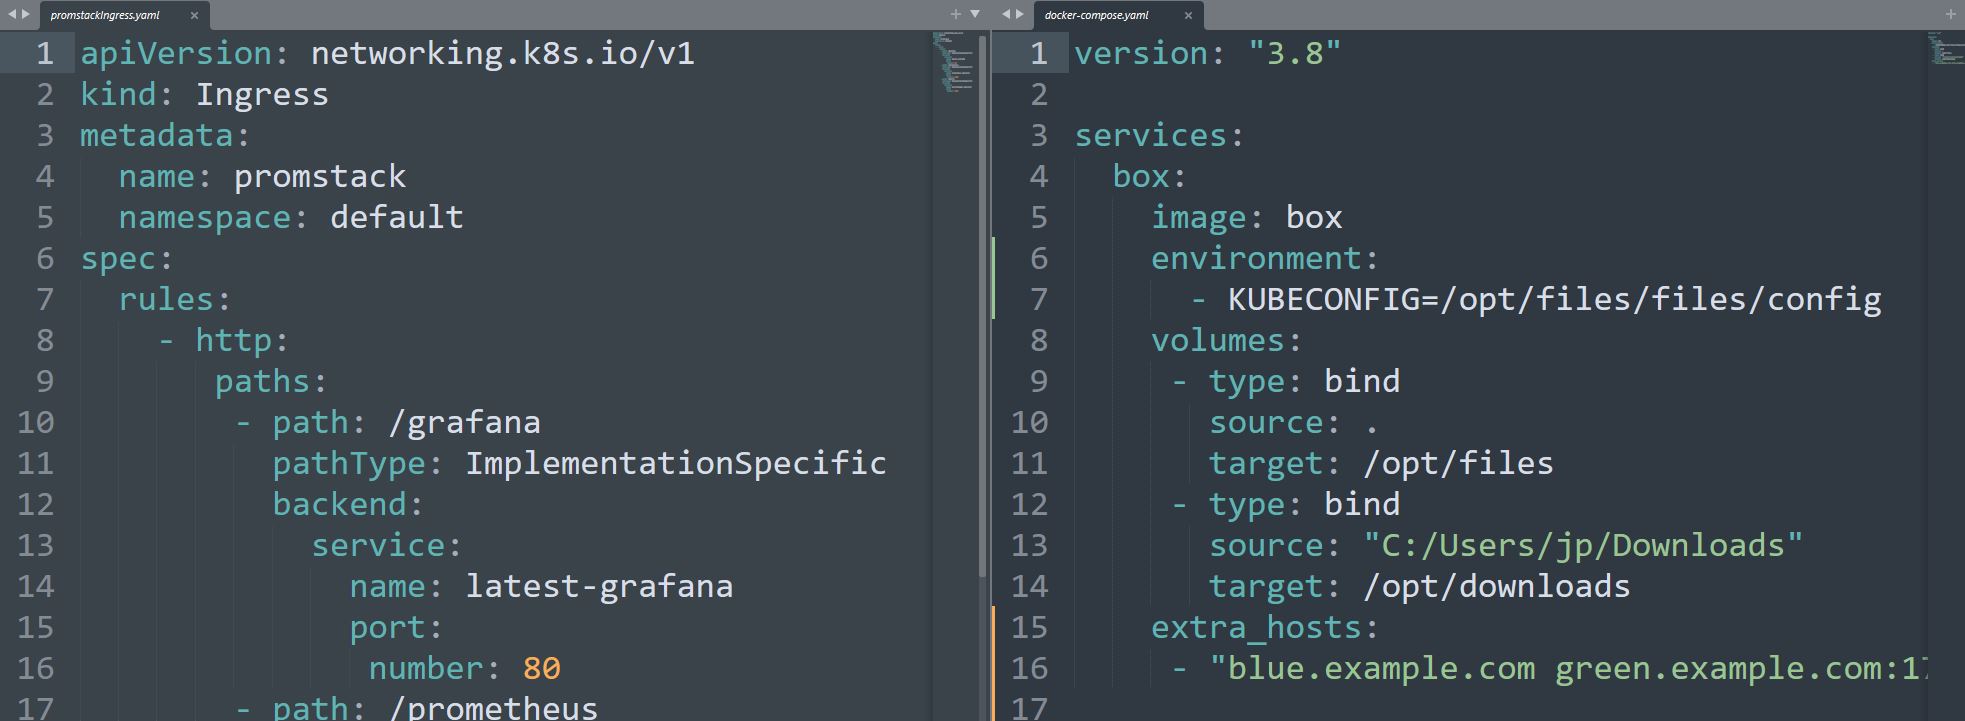 promstackIngress.yaml
1 apiVersion: networking.k8s.io/v1
2 kind: Ingress
3 metadata:
4   name: promstack
5   namespace: default
6 spec:
7   rules:
8     - http:
9        paths:
10         - path: /grafana
11           pathType: ImplementationSpecific
12           backend:
13             service:
14               name: latest-grafana
15               port:
16                number: 80
17         - path: /prometheus
docker-compose.yaml
1 version: "3.8"
2
3 services:
4   box:
5     image: box
6     environment:
7       - KUBECONFIG=/opt/files/files/config
8     volumes:
9      - type: bind
10       source: .
11       target: /opt/files
12      - type: bind
13       source: "C:/Users/jp/Downloads"
14       target: /opt/downloads
15     extra_hosts:
16      - "blue.example.com green.example.com:17
17